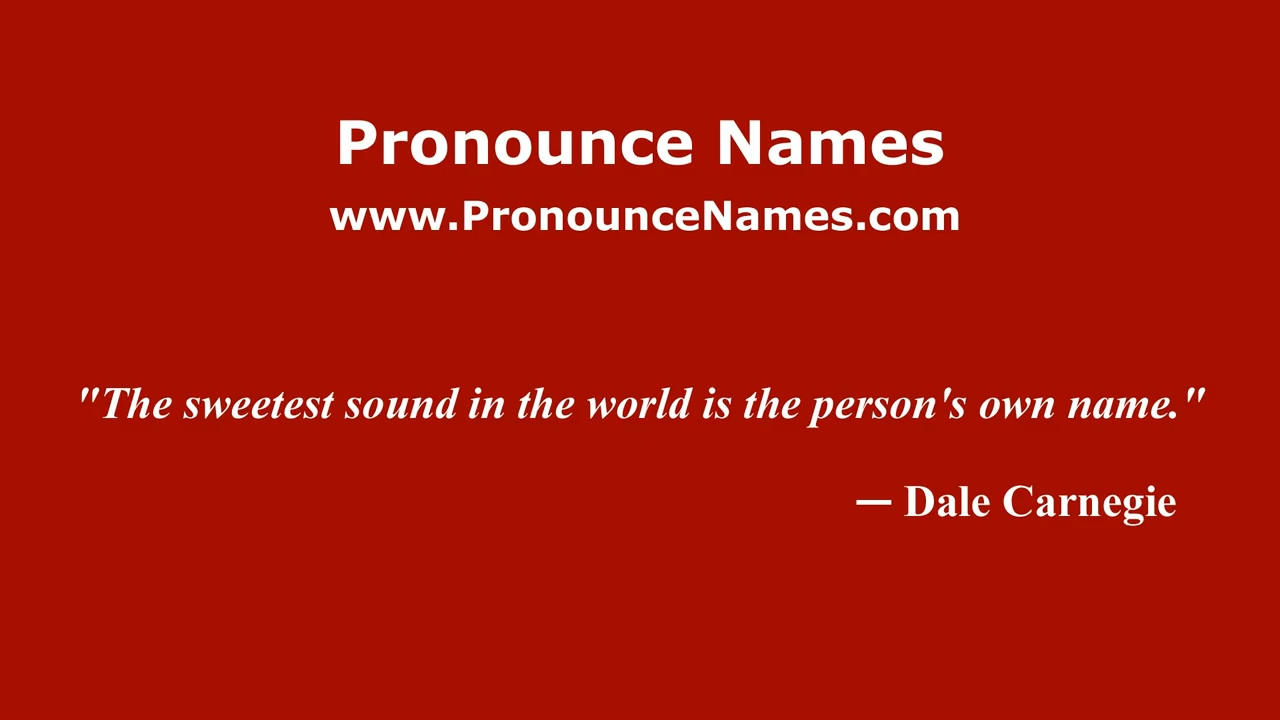 Pronounce Names
www.PronounceNames.com
"The sweetest sound in the world is the person's own name."
— Dale Carnegie